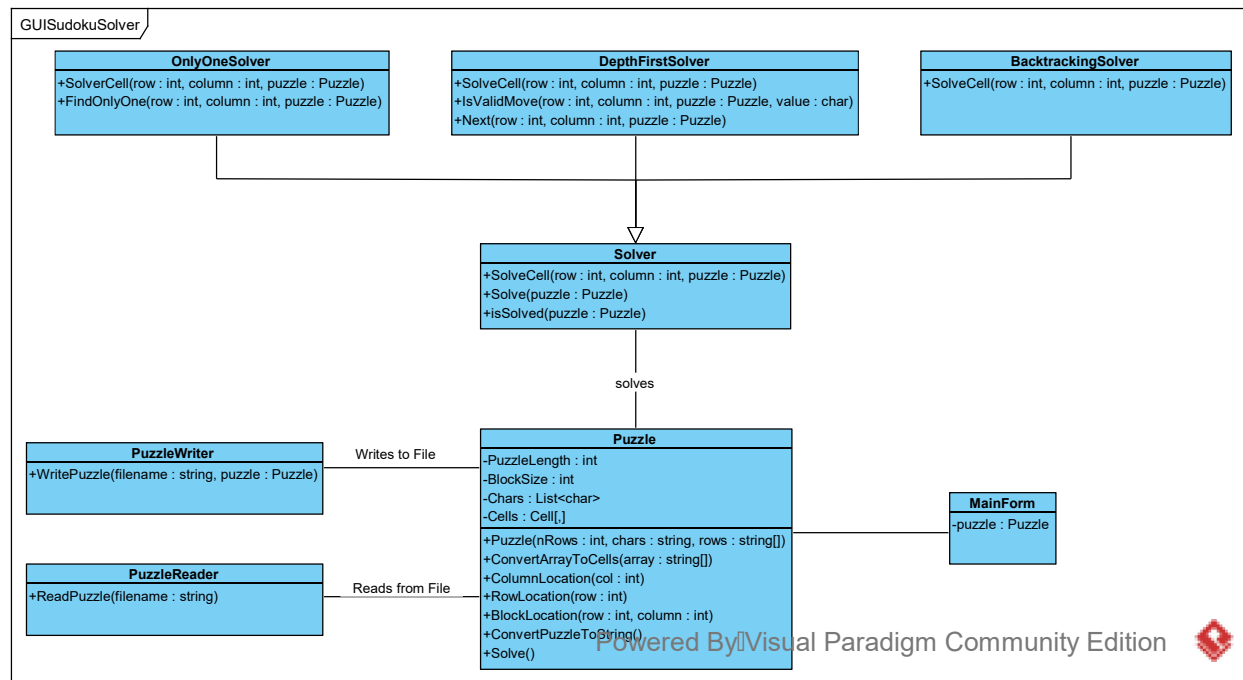 GUISudokuSolver
OnlyOneSolver
+SolverCell(row : int, column : int, puzzle : Puzzle)
+FindOnlyOne(row : int, column : int, puzzle : Puzzle)
DepthFirstSolver
+SolveCell(row : int, column : int, puzzle : Puzzle)
+IsValidMove(row : int, column : int, puzzle : Puzzle, value : char)
+Next(row : int, column : int, puzzle : Puzzle)
BacktrackingSolver
+SolveCell(row : int, column : int, puzzle : Puzzle)
Solver
+SolveCell(row : int, column : int, puzzle : Puzzle)
+Solve(puzzle : Puzzle)
+isSolved(puzzle : Puzzle)
solves
PuzzleWriter
+WritePuzzle(filename : string, puzzle : Puzzle)
Writes to File
PuzzleReader
+ReadPuzzle(filename : string)
Reads from File
Puzzle
-PuzzleLength : int
-BlockSize : int
-Chars : List<char>
-Cells : Cell[,]
+Puzzle(nRows : int, chars : string, rows : string[])
+ConvertArrayToCells(array : string[])
+ColumnLocation(col : int)
+RowLocation(row : int)
+BlockLocation(row : int, column : int)
+ConvertPuzzleToString()
+Solve()
MainForm
-puzzle : Puzzle
Powered By Visual Paradigm Community Edition